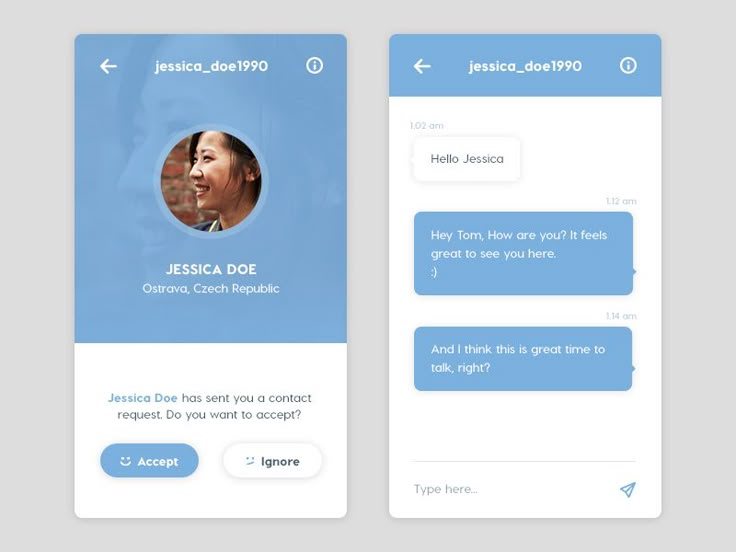 jessica_doe1990
JESSICA DOE
Ostrava, Czech Republic
Jessica Doe has sent you a contact
request. Do you want to accept?
Accept
Ignore
jessica_doe1990
1.02 am
Hello Jessica
1.12 am
Hey Tom, How are you? It feels
great to see you here.
:)
1.14 am
And I think this is great time to
talk, right?
Type here...